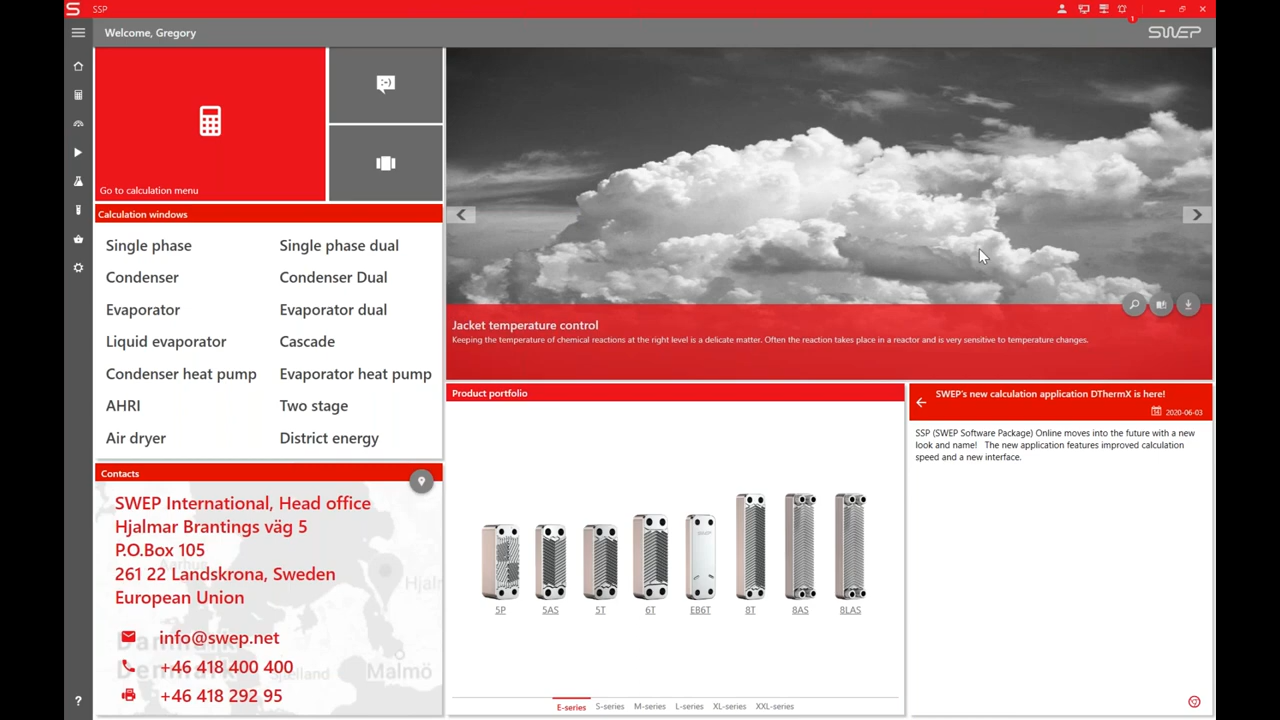 SSP
1
Welcome, Gregory
SWEP
Go to calculation menu
Calculation windows
Single phase
Single phase dual
Condenser
Condenser Dual
Evaporator
Evaporator dual
Liquid evaporator
Cascade
Condenser heat pump
Evaporator heat pump
AHRI
Two stage
Air dryer
District energy
Contacts
SWEP International, Head office
Hjalmar Brantings väg 5
P.O.Box 105
261 22 Landskrona, Sweden
European Union
info@swep.net
+46 418 400 400
+46 418 292 95
Malmö
Jacket temperature control
Keeping the temperature of chemical reactions at the right level is a delicate matter. Often the reaction takes place in a reactor and is very sensitive to temperature changes.
Product portfolio
5P
5AS
5T
6T
EB6T
8T
8AS
8LAS
E-series
S-series
M-series
L-series
XL-series
XXL-series
SWEP's new calculation application DThermX is here!
2020-06-03
SSP (SWEP Software Package) Online moves into the future with a new
look and name! The new application features improved calculation
speed and a new interface.
?